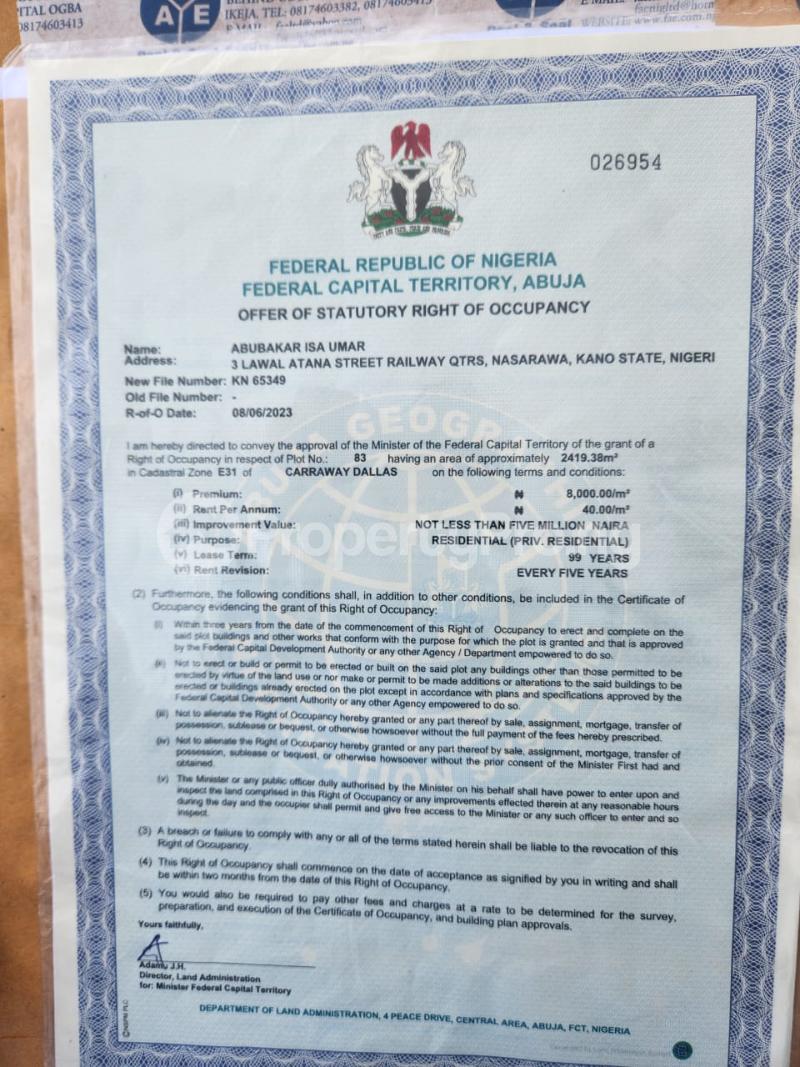 PITAL OGBA
08174603413
AYE
IKEJA. TEL: 08174603382, 08174603413
WEBSITE: www.fae.com.n
026954
FEDERAL REPUBLIC OF NIGERIA
FEDERAL CAPITAL TERRITORY, ABUJA
OFFER OF STATUTORY RIGHT OF OCCUPANCY
Name: ABUBAKAR ISA UMAR
Address: 3 LAWAL ATANA STREET RAILWAY QTRS, NASARAWA, KANO STATE, NIGERI
New File Number: KN 65349
Old File Number: -
R-of-O Date: 08/06/2023
I am hereby directed to convey the approval of the Minister of the Federal Capital Territory of the grant of a
Right of Occupancy in respect of Plot No.: 83 having an area of approximately 2419.38m²
in Cadastral Zone E31 of CARRAWAY DALLAS on the following terms and conditions:
(i) Premium: ₦ 8,000.00/m²
(ii) Rent Per Annum: ₦ 40.00/m²
(iii) Improvement Value: NOT LESS THAN FIVE MILLION NAIRA
(iv) Purpose: RESIDENTIAL (PRIV. RESIDENTIAL)
(v) Lease Term: 99 YEARS
(vi) Rent Revision: EVERY FIVE YEARS
(2) Furthermore, the following conditions shall, in addition to other conditions, be included in the Certificate of
Occupancy evidencing the grant of this Right of Occupancy:
(i) Within three years from the date of the commencement of this Right of Occupancy to erect and complete on the
said plot buildings and other works that conform with the purpose for which the plot is granted and that is approved
by the Federal Capital Development Authority or any other Agency / Department empowered to do so.
(ii) Not to erect or build or permit to be erected or built on the said plot any buildings other than those permitted to be
erected by virtue of the land use or nor make or permit to be made additions or alterations to the said buildings to be
erected or buildings already erected on the plot except in accordance with plans and specifications approved by the
Federal Capital Development Authority or any other Agency empowered to do so.
(iii) Not to alienate the Right of Occupancy hereby granted or any part thereof by sale, assignment, mortgage, transfer of
possession, sublease or bequest, or otherwise howsoever without the full payment of the fees hereby prescribed.
(iv) Not to alienate the Right of Occupancy hereby granted or any part thereof by sale, assignment, mortgage, transfer of
possession, sublease or bequest, or otherwise howsoever without the prior consent of the Minister First had and
obtained.
(v) The Minister or any public officer dully authorised by the Minister on his behalf shall have power to enter upon and
inspect the land comprised in this Right of Occupancy or any improvements effected therein at any reasonable hours
during the day and the occupier shall permit and give free access to the Minister or any such officer to enter and so
inspect.
(3) A breach or failure to comply with any or all of the terms stated herein shall be liable to the revocation of this
Right of Occupancy.
(4) This Right of Occupancy shall commence on the date of acceptance as signified by you in writing and shall
be within two months from the date of this Right of Occupancy.
(5) You would also be required to pay other fees and charges at a rate to be determined for the survey,
preparation, and execution of the Certificate of Occupancy, and building plan approvals.
Yours faithfully,
Adamu J.H.
Director, Land Administration
for: Minister Federal Capital Territory
DEPARTMENT OF LAND ADMINISTRATION, 4 PEACE DRIVE, CENTRAL AREA, ABUJA, FCT, NIGERIA